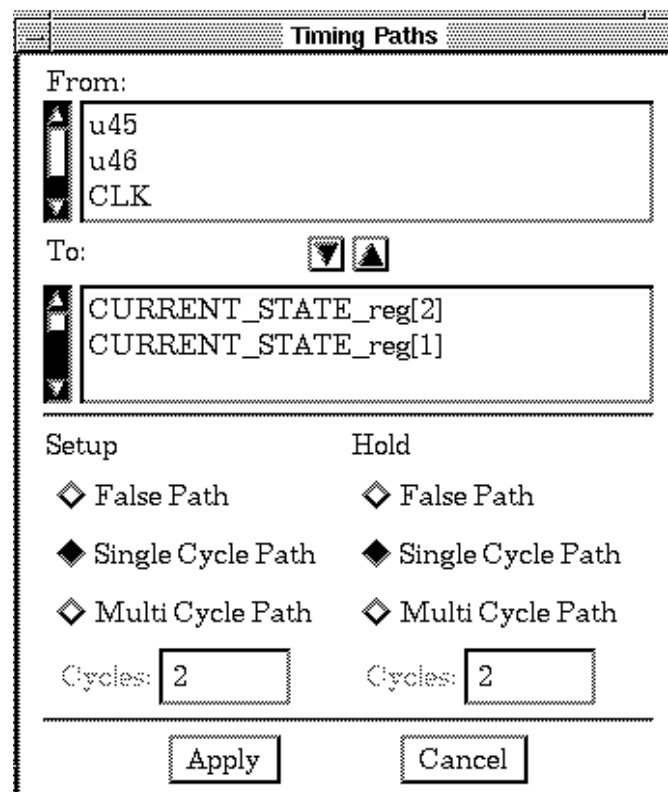 Timing Paths
From:
u45
u46
CLK
To:
CURRENT_STATE_reg[2]
CURRENT_STATE_reg[1]
Setup Hold
False Path False Path
Single Cycle Path Single Cycle Path
Multi Cycle Path Multi Cycle Path
Cycles: 2 Cycles: 2
Apply Cancel